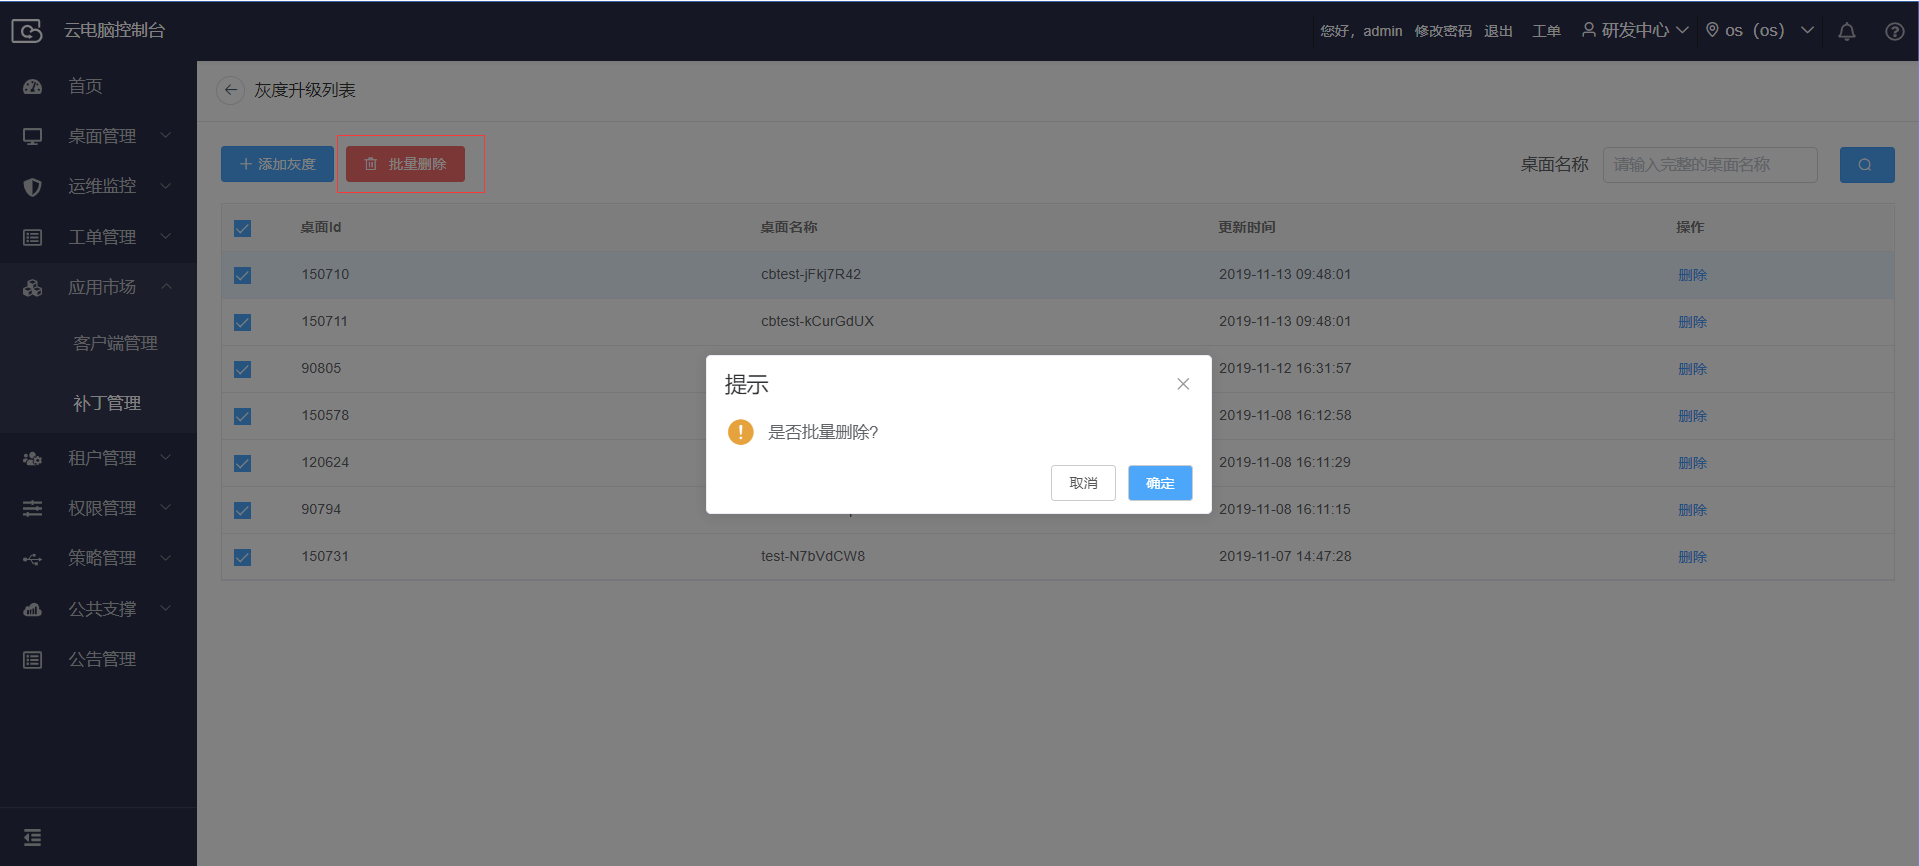 云电脑控制台
您好，admin 修改密码 退出 工单 研发中心 os（os）
首页
桌面管理
运维监控
工单管理
应用市场
客户端管理
补丁管理
租户管理
权限管理
策略管理
公共支撑
公告管理
灰度升级列表
添加灰度 批量删除 桌面名称 请输入完整的桌面名称
桌面Id 桌面名称 更新时间 操作
150710 cbtest-jFkj7R42 2019-11-13 09:48:01 删除
150711 cbtest-kCurGdUX 2019-11-13 09:48:01 删除
90805 2019-11-12 16:31:57 删除
150578 2019-11-08 16:12:58 删除
120624 2019-11-08 16:11:29 删除
90794 2019-11-08 16:11:15 删除
150731 test-N7bVdCW8 2019-11-07 14:47:28 删除
提示
是否批量删除?
取消 确定